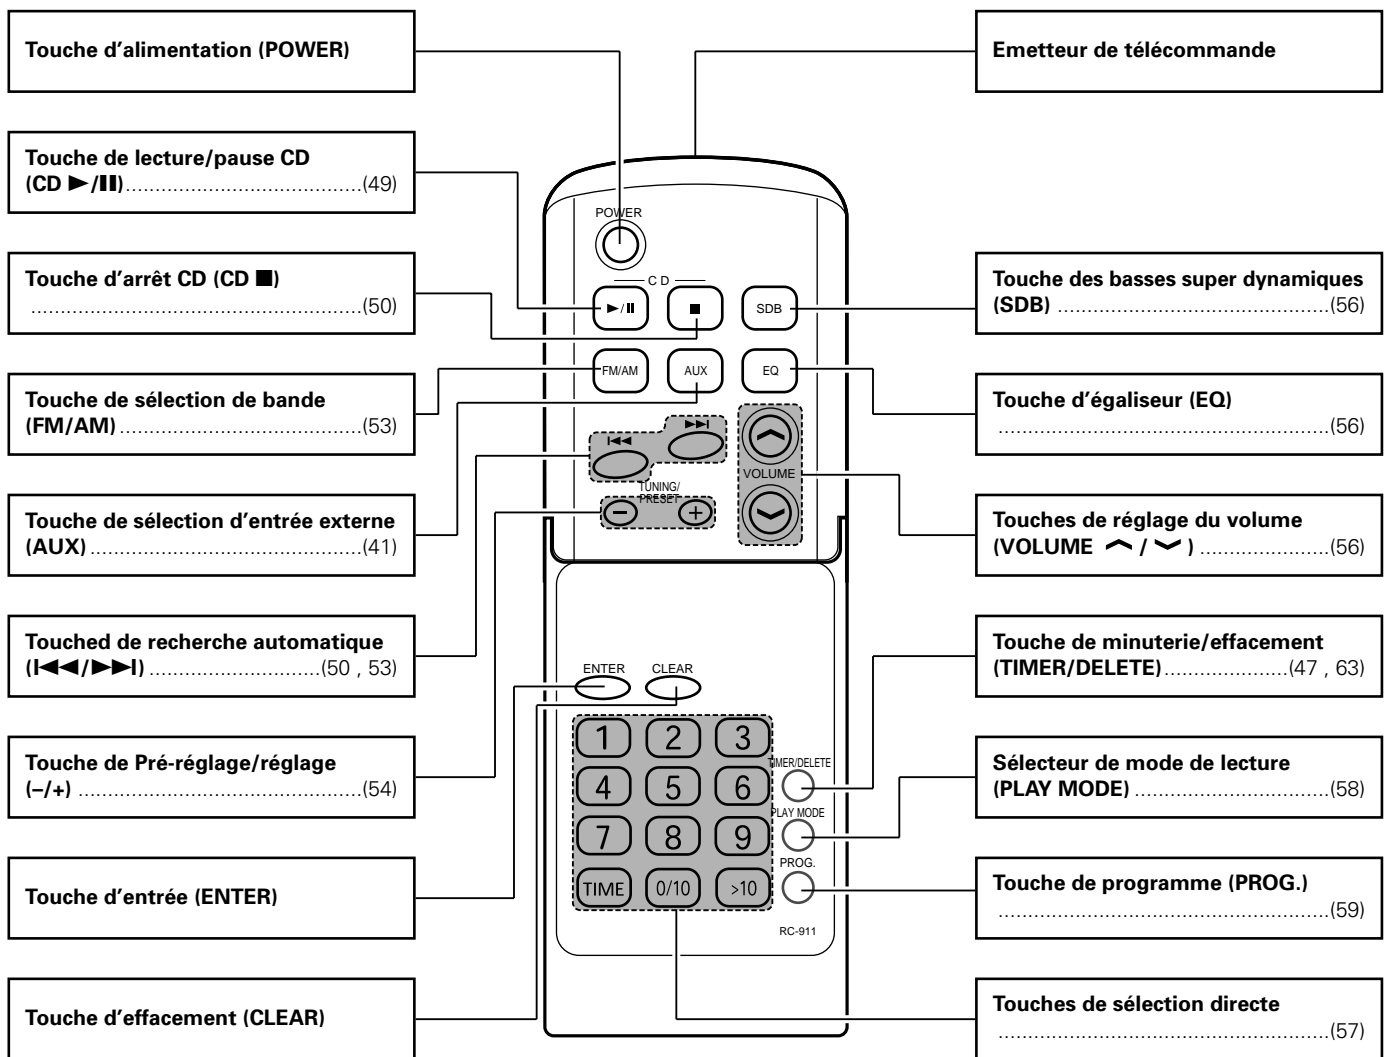 Touche d’alimentation (POWER)
Touche de lecture/pause CD
(CD ►/II)......................................(49)
Touche d’arrêt CD (CD ■)
.....................................................(50)
Touche de sélection de bande
(FM/AM).......................................(53)
Touche de sélection d’entrée externe
(AUX)............................................(41)
Touched de recherche automatique
(I◄◄/►►I)............................(50 , 53)
Touche de Pré-réglage/réglage
(–/+) ..............................................(54)
Touche d’entrée (ENTER)
Touche d’effacement (CLEAR)
POWER
CD
►/II
■
SDB
FM/AM
AUX
EQ
I◄◄
►►I
VOLUME
TUNING/
PRESET
–
+
ENTER
CLEAR
1 2 3
TIMER/DELETE
4 5 6
PLAY MODE
7 8 9
PROG.
TIME 0/10 >10
RC-911
Emetteur de télécommande
Touche des basses super dynamiques
(SDB) ............................................(56)
Touche d’égaliseur (EQ)
.....................................................(56)
Touches de réglage du volume
(VOLUME ︿ / ﹀ ) .....................(56)
Touche de minuterie/effacement
(TIMER/DELETE)....................(47 , 63)
Sélecteur de mode de lecture
(PLAY MODE) ................................(58)
Touche de programme (PROG.)
.....................................................(59)
Touches de sélection directe
.....................................................(57)